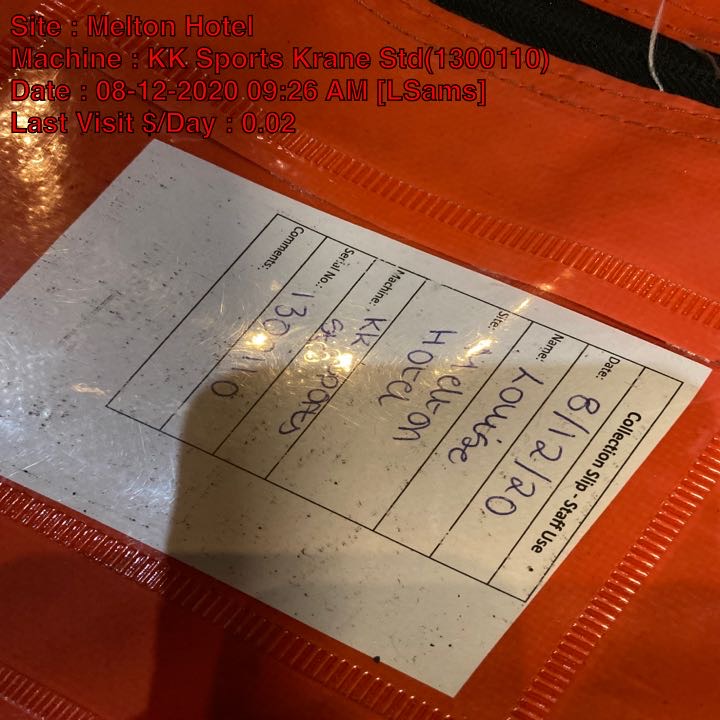 Site : Melton Hotel
Machine : KK Sports Krane Std(1300110)
Date : 08-12-2020 09:26 AM [LSams]
Last Visit $/Day : 0.02
Collection Slip - Staff Use
Date: 8/12/20
Name: Louise
Site: Melton
Hotel
Machine: KK
Sports
Serial No.: 1300110
Comments: